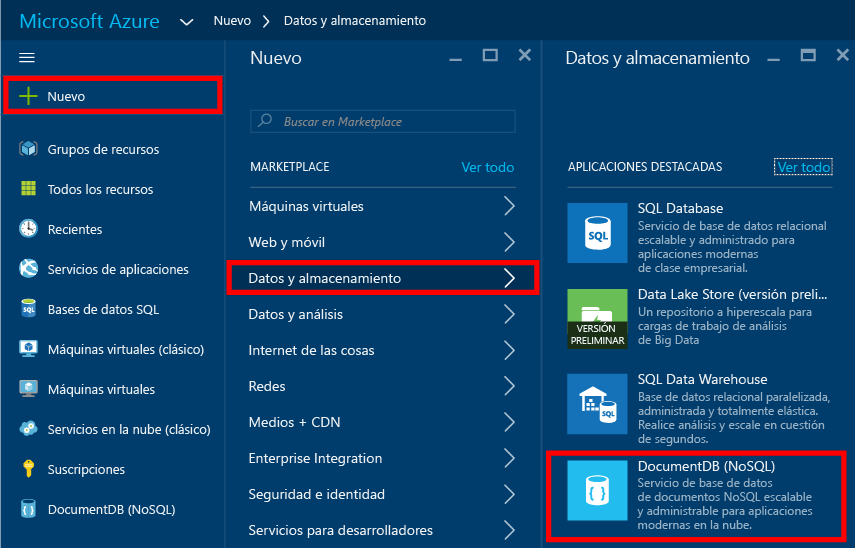 Microsoft Azure
Nuevo
Datos y almacenamiento
Nuevo
Grupos de recursos
Todos los recursos
Recientes
Servicios de aplicaciones
Bases de datos SQL
Máquinas virtuales (clásico)
Máquinas virtuales
Servicios en la nube (clásico)
Suscripciones
DocumentDB (NoSQL)
Nuevo
Buscar en Marketplace
MARKETPLACE
Ver todo
Máquinas virtuales
Web y móvil
Datos y almacenamiento
Datos y análisis
Internet de las cosas
Redes
Medios + CDN
Enterprise Integration
Seguridad e identidad
Servicios para desarrolladores
Datos y almacenamiento
APLICACIONES DESTACADAS
Ver todo
SQL
SQL Database
Servicio de base de datos relacional
escalable y administrado para
aplicaciones modernas
de clase empresarial.
VERSIÓN
PRELIMINAR
Data Lake Store (versión preli...
Un repositorio a hiperescala para
cargas de trabajo de análisis
de Big Data
SQL
SQL Data Warehouse
Base de datos relacional paralelizada,
administrada y totalmente elástica.
Realice análisis y escale en cuestión
de segundos.
DocumentDB (NoSQL)
Servicio de base de datos
de documentos NoSQL escalable
y administrable para aplicaciones
modernas en la nube.